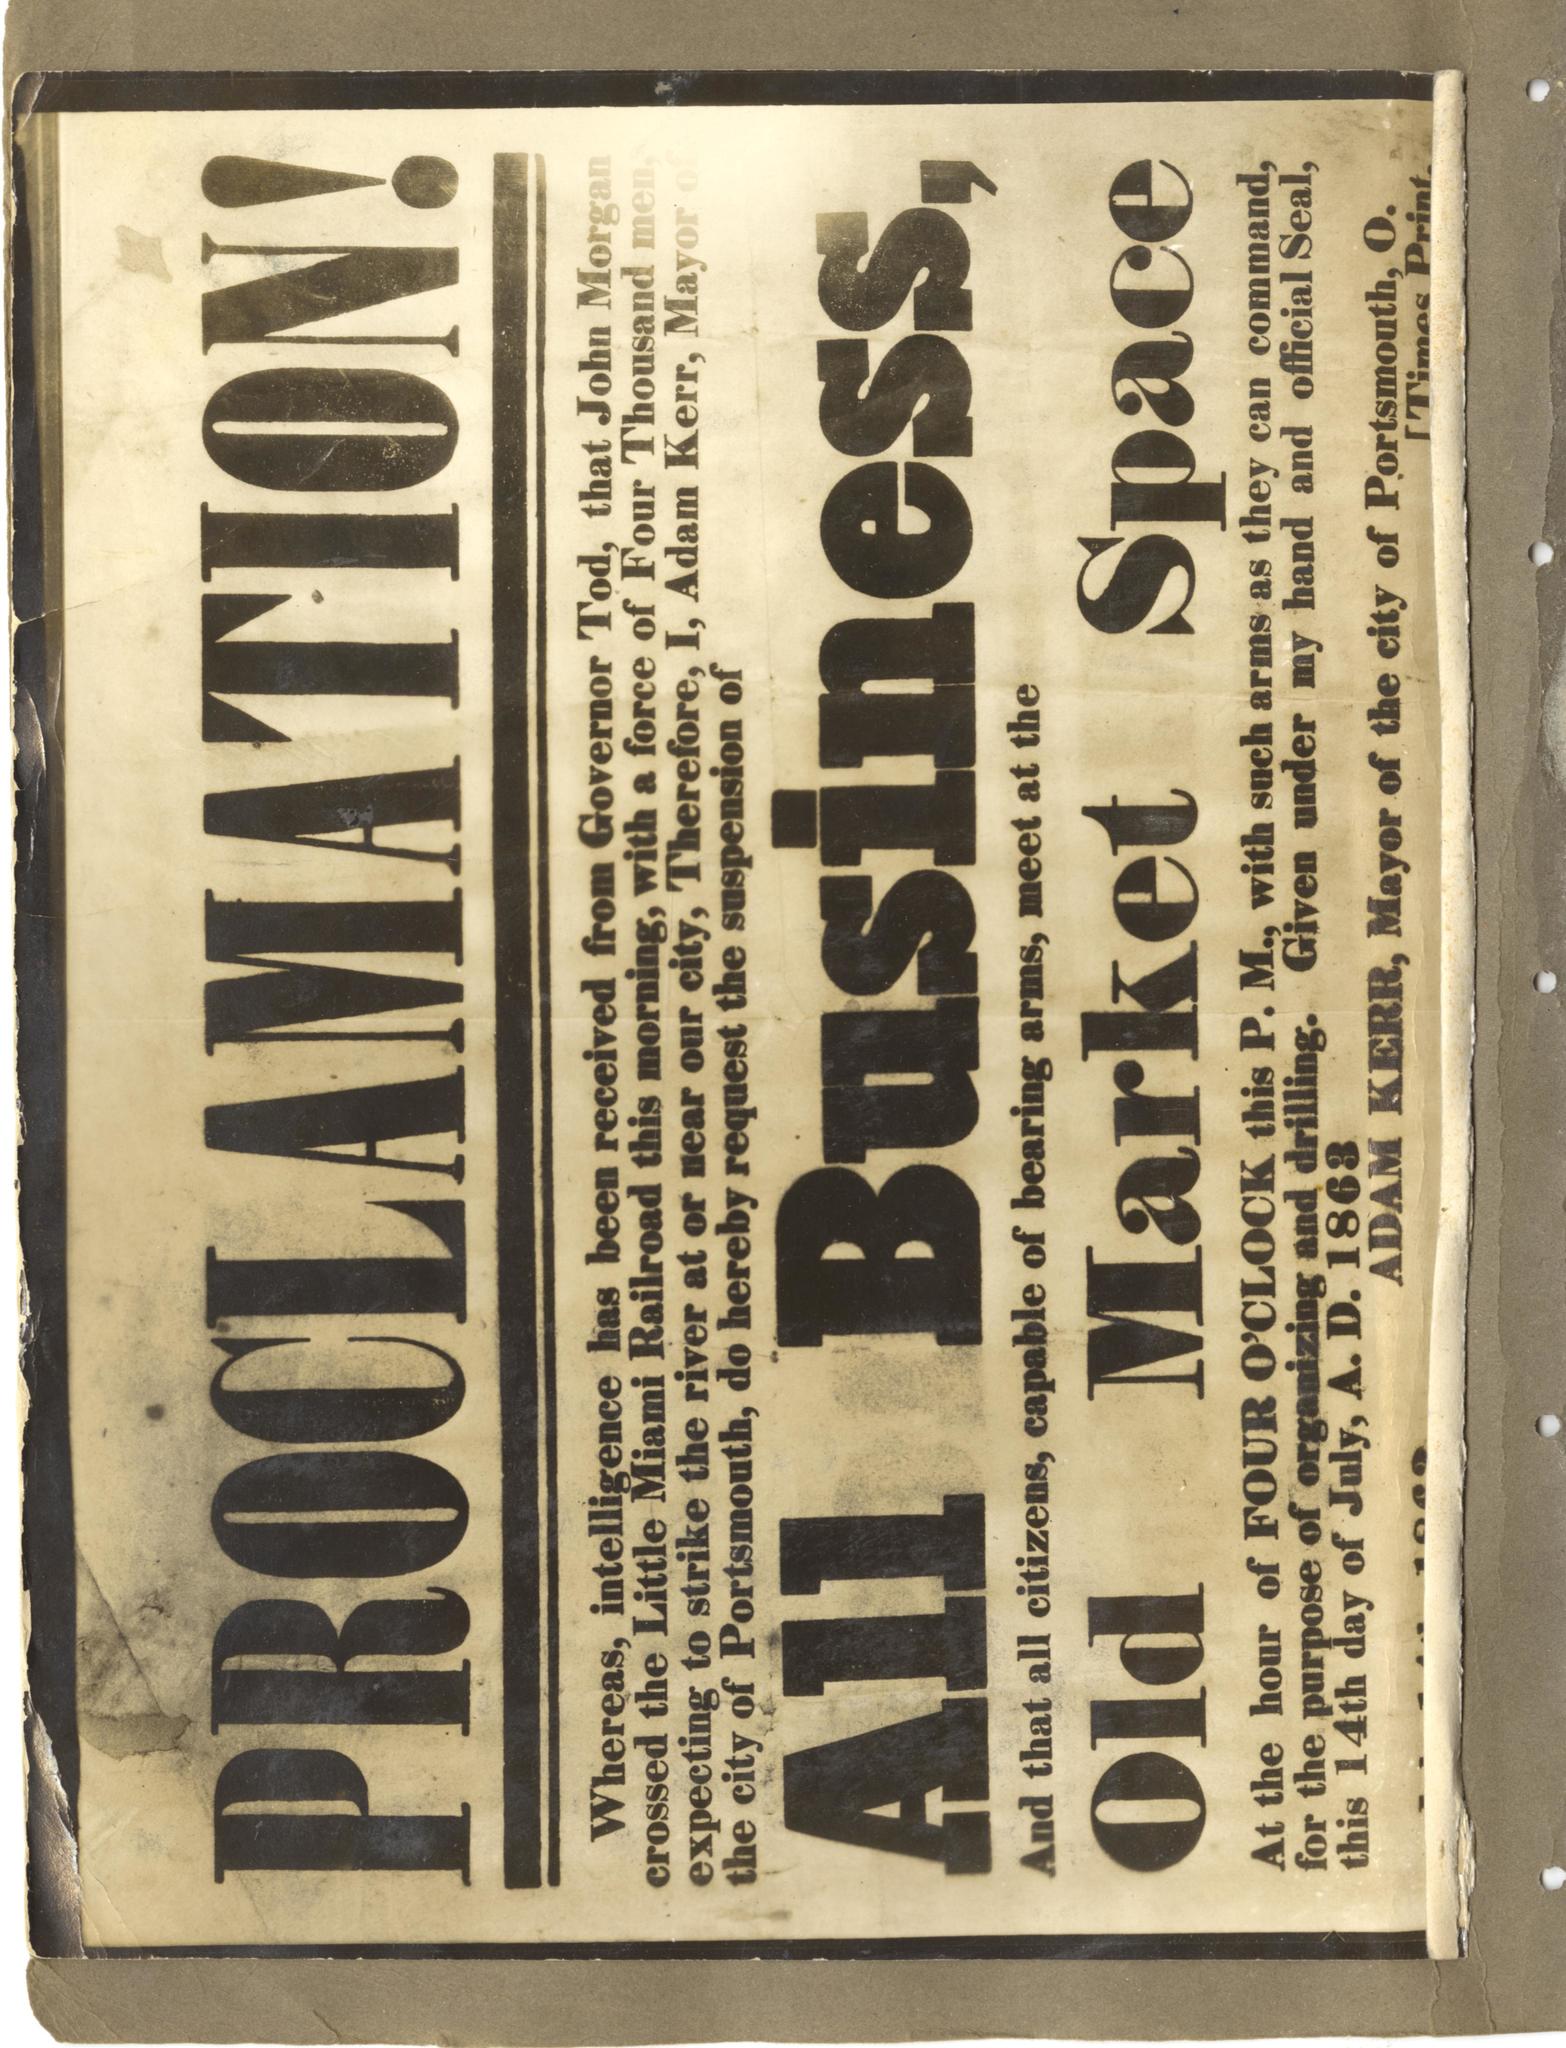 PROCLAMATION!
Whereas, intelligence has been received from Governor Tod, that John Morgan
crossed the Little Miami Railroad this morning, with a force of Four Thousand men,
expecting to strike the river at or near our city, Therefore, I, Adam Kerr, Mayor of
the city of Portsmouth, do hereby request the suspension of
All Business,
And that all citizens, capable of bearing arms, meet at the
Old Market Space
At the hour of FOUR O'CLOCK this P. M., with such arms as they can command,
for the purpose of organizing and drilling. Given under my hand and official Seal,
this 14th day of July, A. D. 1863
ADAM KERR, Mayor of the city of Portsmouth, O.
[Times Print.